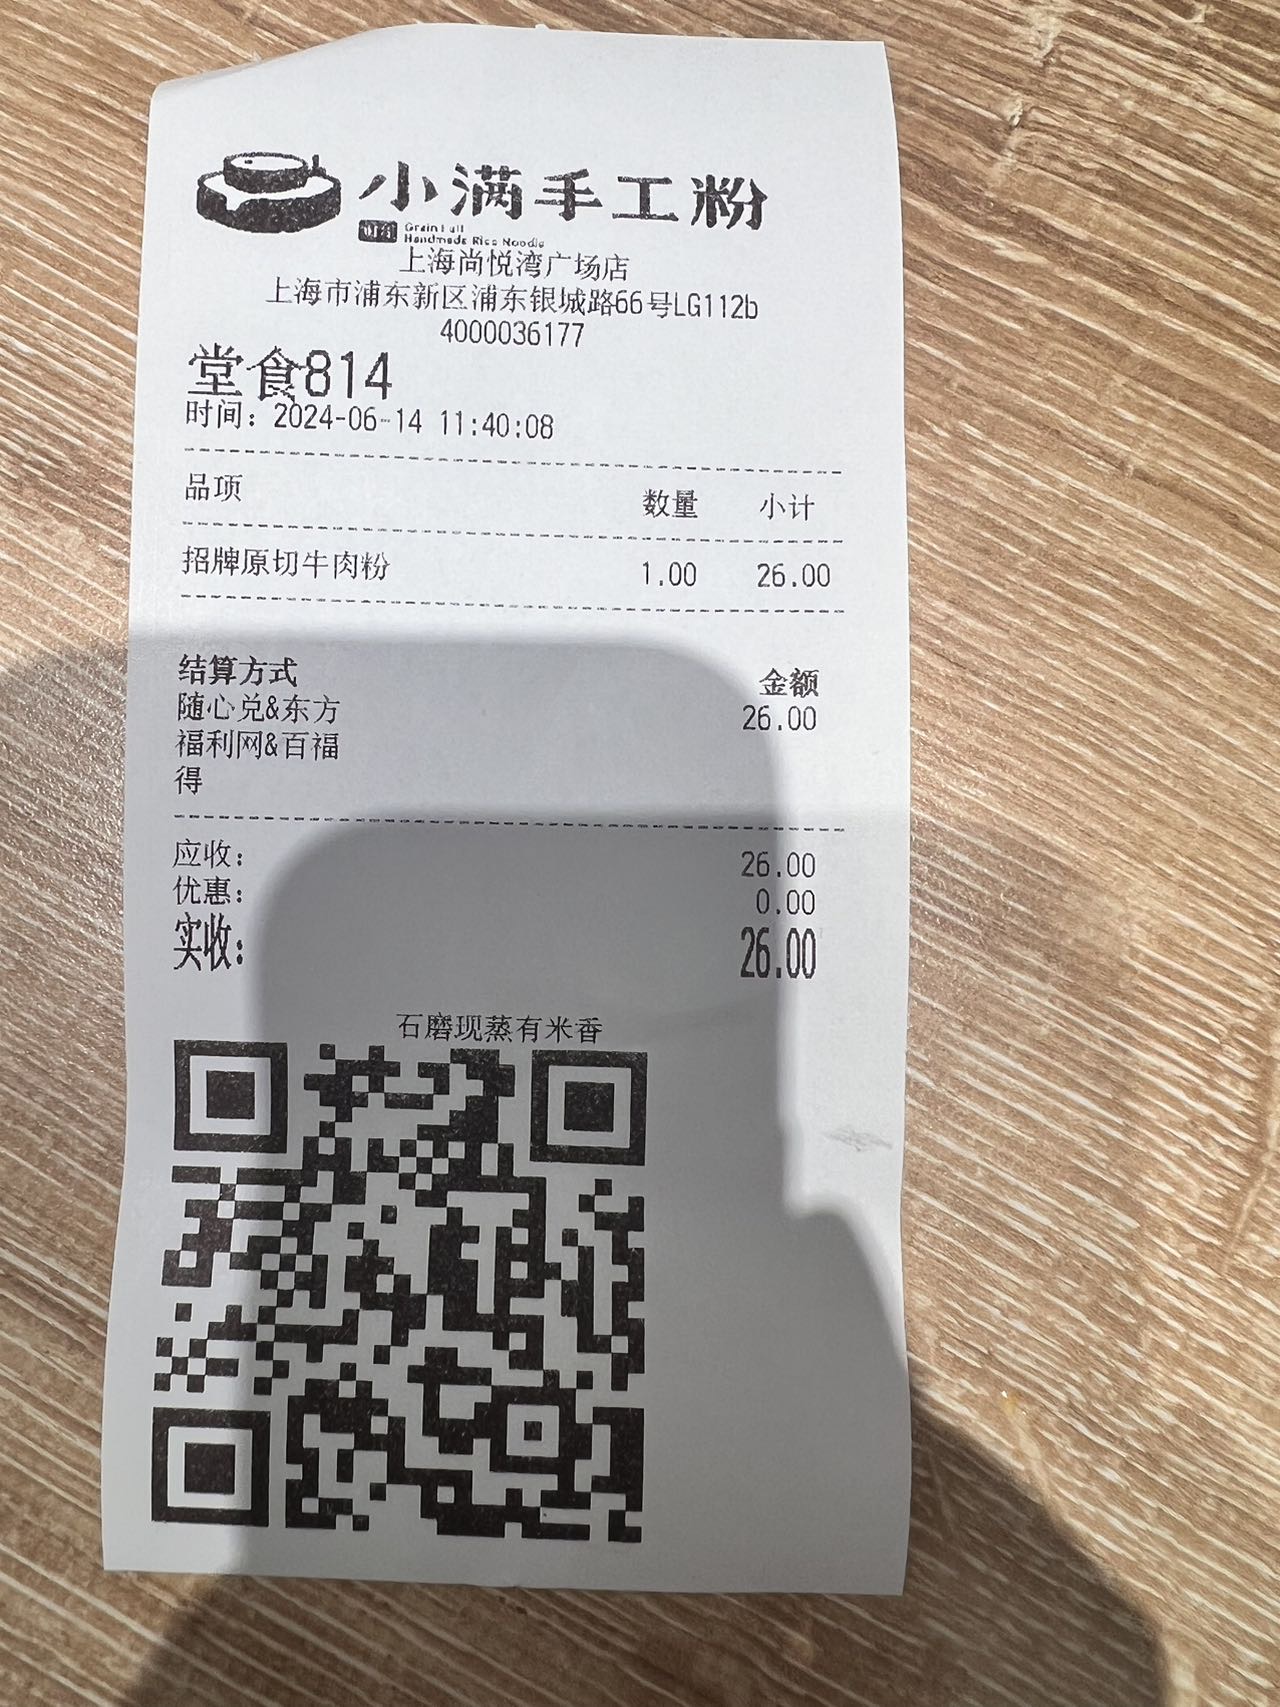 小满手工粉
Grain Full
Handmade Rice Noodle
上海尚悦湾广场店
上海市浦东新区浦东银城路66号LG112b
4000036177
堂食814
时间：2024-06-14 11:40:08
品项 数量 小计
招牌原切牛肉粉 1.00 26.00
结算方式 金额
随心兑&东方 26.00
福利网&百福
得
应收： 26.00
优惠： 0.00
实收： 26.00
石磨现蒸有米香